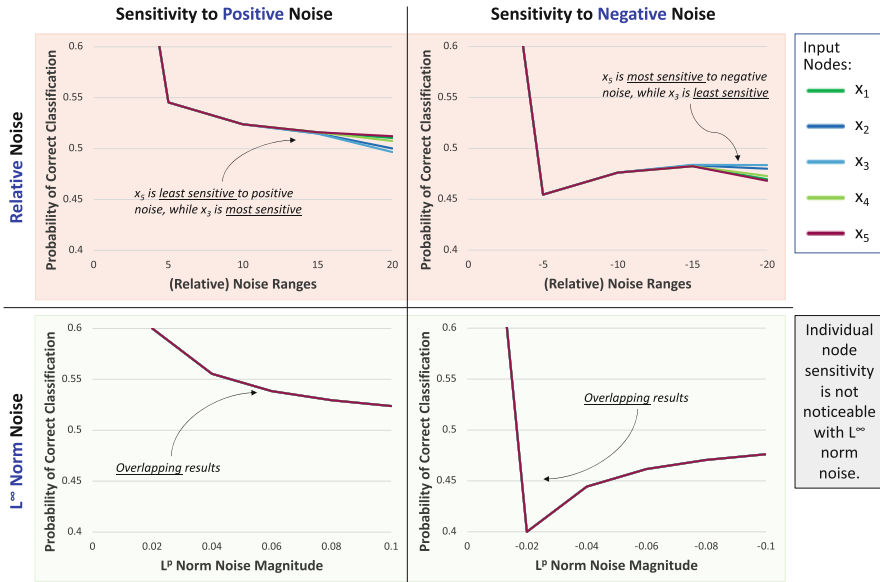 Sensitivity to Positive Noise
Sensitivity to Negative Noise
Relative Noise
Probability of Correct Classification
0.6
0.55
0.5
0.45
0.4
0
5
10
15
20
(Relative) Noise Ranges
x₅ is least sensitive to positive
noise, while x₃ is most sensitive
Probability of Correct Classification
0.6
0.55
0.5
0.45
0.4
0
-5
-10
-15
-20
(Relative) Noise Ranges
x₅ is most sensitive to negative
noise, while x₃ is least sensitive
Input
Nodes:
x₁
x₂
x₃
x₄
x₅
L∞ Norm Noise
Probability of Correct Classification
0.6
0.55
0.5
0.45
0.4
0
0.02
0.04
0.06
0.08
0.1
Lᵖ Norm Noise Magnitude
Overlapping results
Probability of Correct Classification
0.6
0.55
0.5
0.45
0.4
0
-0.02
-0.04
-0.06
-0.08
-0.1
Lᵖ Norm Noise Magnitude
Overlapping results
Individual
node
sensitivity
is not
noticeable
with L∞
norm
noise.